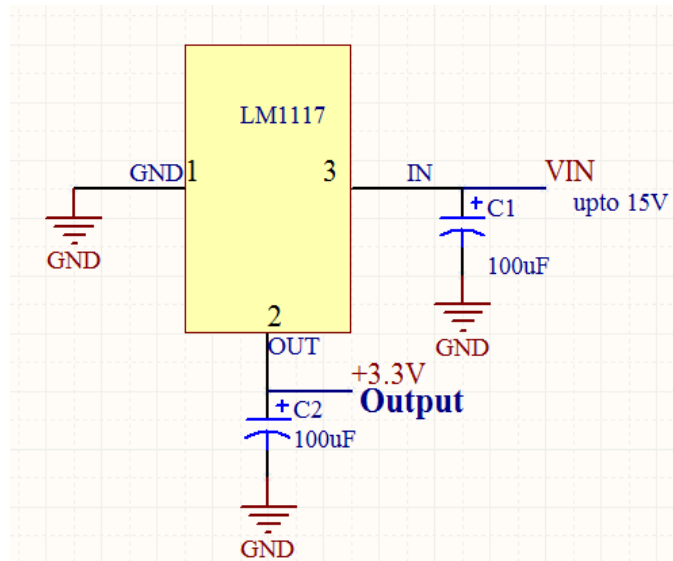 LM1117
GND 1
3 IN
VIN
upto 15V
+ C1
100uF
GND
GND
2
OUT
+3.3V
Output
+ C2
100uF
GND